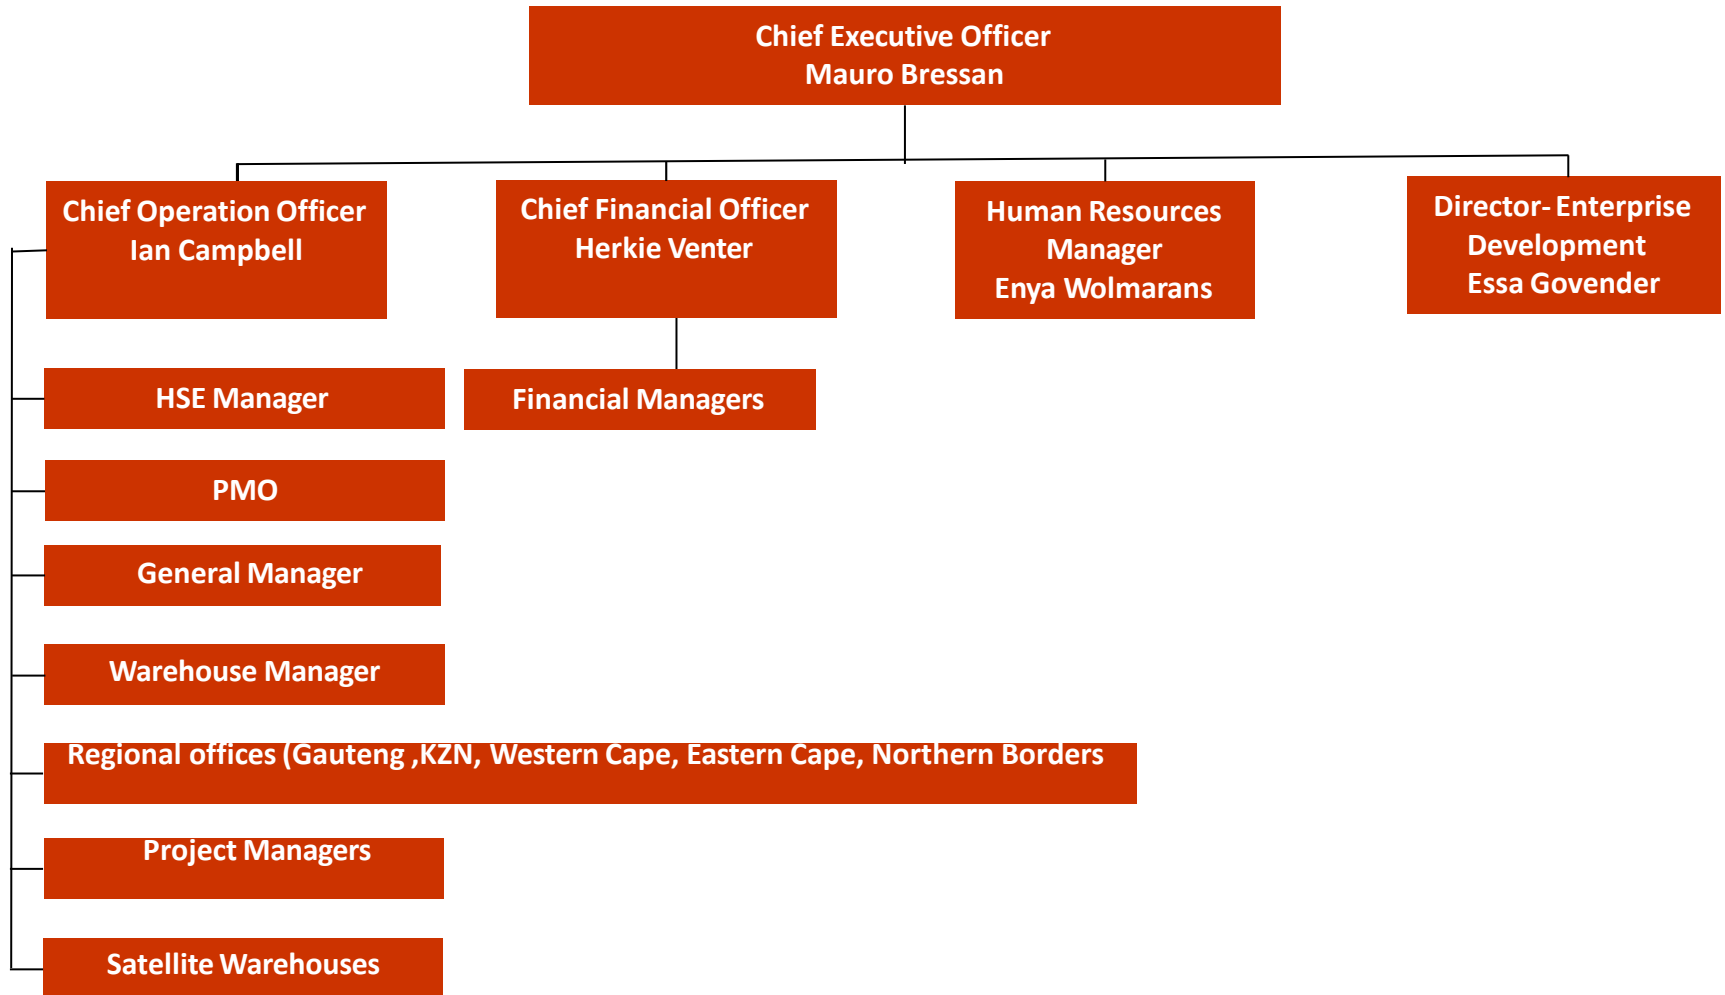 Chief Executive Officer
Mauro Bressan
Chief Operation Officer
Ian Campbell
Chief Financial Officer
Herkie Venter
Human Resources
Manager
Enya Wolmarans
Director- Enterprise
Development
Essa Govender
HSE Manager
Financial Managers
PMO
General Manager
Warehouse Manager
Regional offices (Gauteng ,KZN, Western Cape, Eastern Cape, Northern Borders
Project Managers
Satellite Warehouses